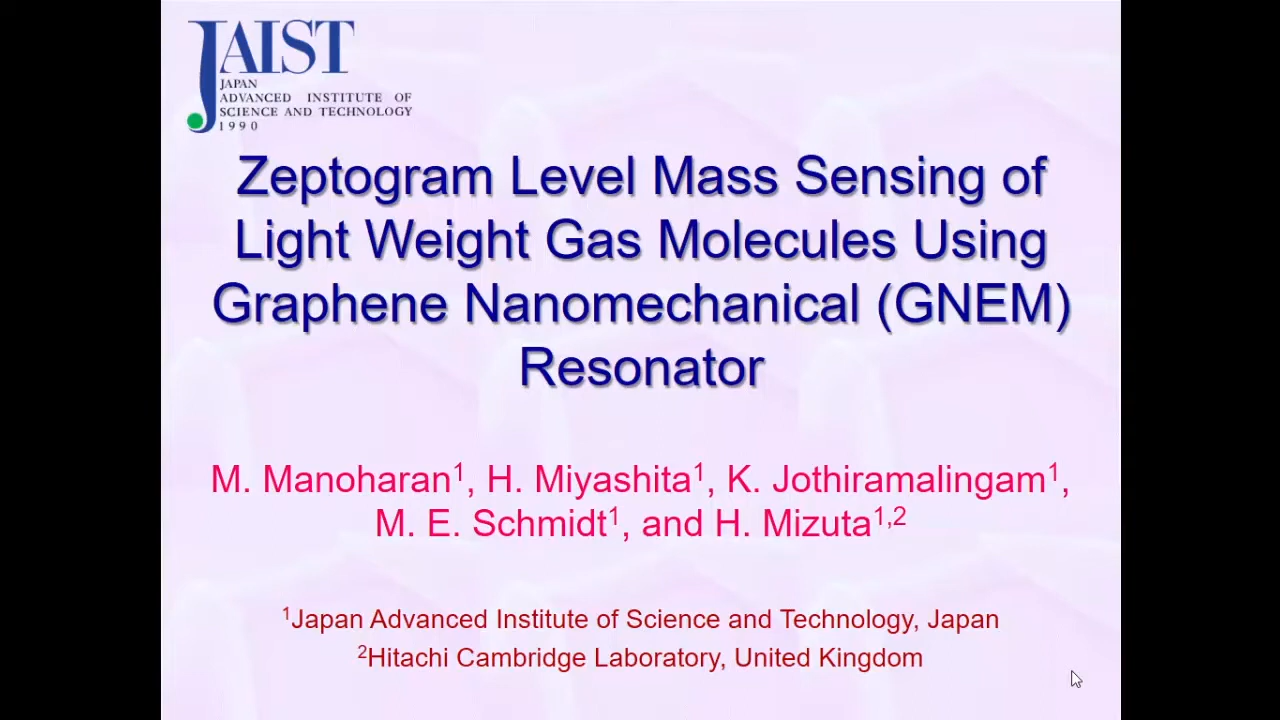 JAIST
JAPAN
ADVANCED INSTITUTE OF
SCIENCE AND TECHNOLOGY
1990
Zeptogram Level Mass Sensing of
Light Weight Gas Molecules Using
Graphene Nanomechanical (GNEM)
Resonator
M. Manoharan¹, H. Miyashita¹, K. Jothiramalingam¹,
M. E. Schmidt¹, and H. Mizuta¹,²
¹Japan Advanced Institute of Science and Technology, Japan
²Hitachi Cambridge Laboratory, United Kingdom